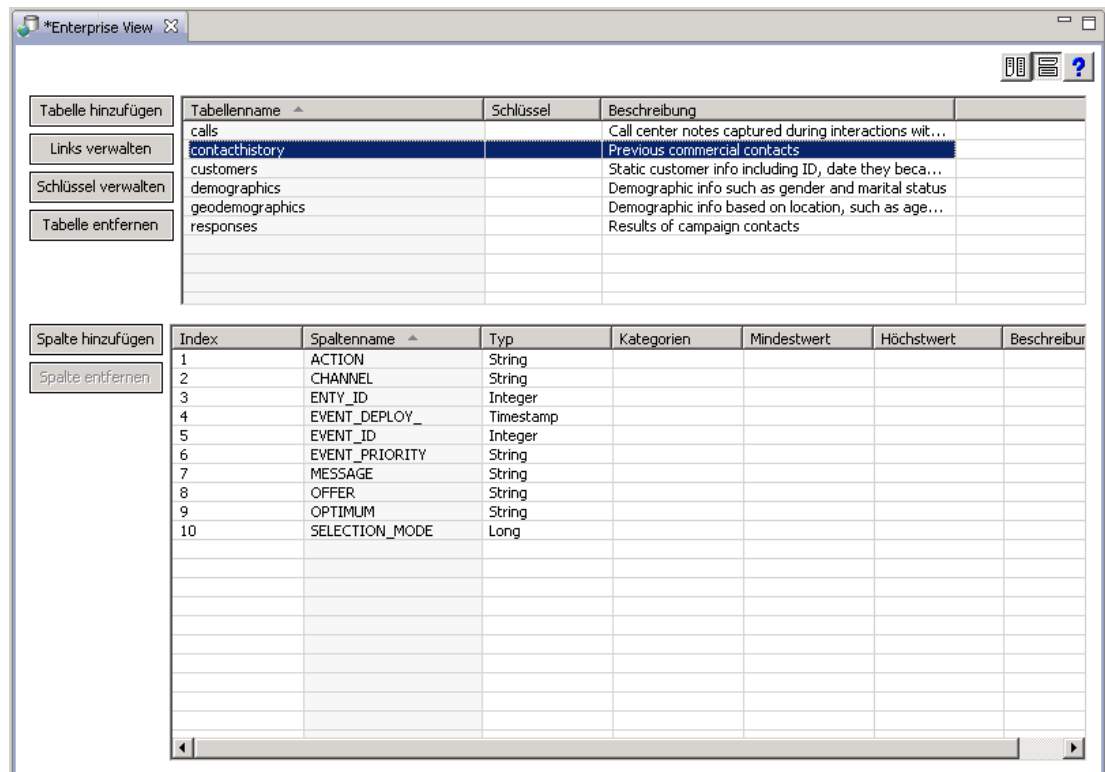 *Enterprise View
?
Tabelle hinzufügen
Links verwalten
Schlüssel verwalten
Tabelle entfernen
Tabellenname Schlüssel Beschreibung
calls Call center notes captured during interactions wit...
contacthistory Previous commercial contacts
customers Static customer info including ID, date they beca...
demographics Demographic info such as gender and marital status
geodemographics Demographic info based on location, such as age...
responses Results of campaign contacts
Spalte hinzufügen
Spalte entfernen
Index Spaltenname Typ Kategorien Mindestwert Höchstwert Beschreibur
1 ACTION String
2 CHANNEL String
3 ENTY_ID Integer
4 EVENT_DEPLOY_ Timestamp
5 EVENT_ID Integer
6 EVENT_PRIORITY String
7 MESSAGE String
8 OFFER String
9 OPTIMUM String
10 SELECTION_MODE Long